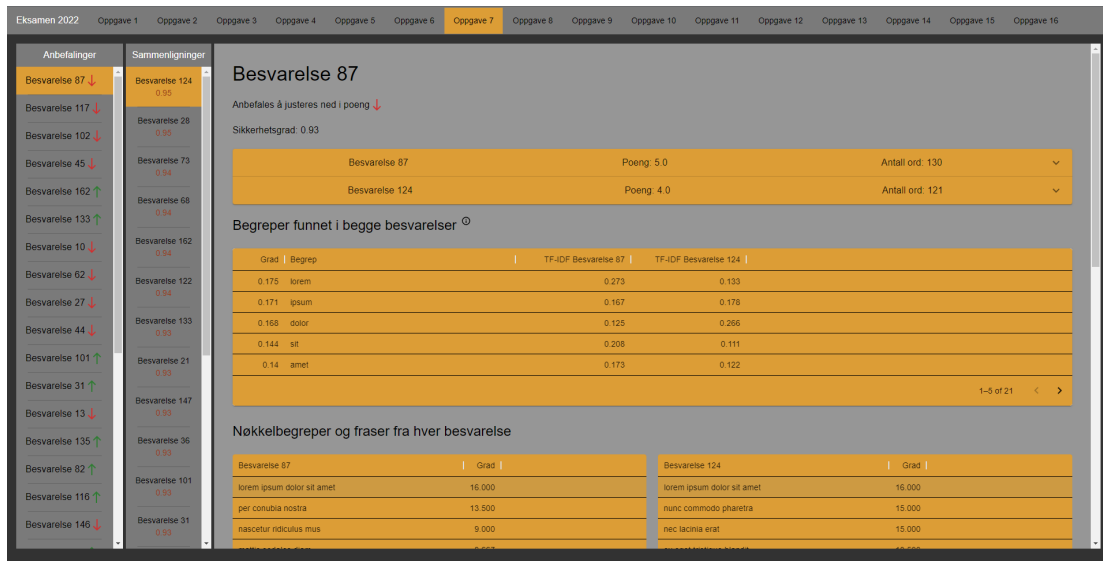 Eksamen 2022 Oppgave 1 Oppgave 2 Oppgave 3 Oppgave 4 Oppgave 5 Oppgave 6 Oppgave 7 Oppgave 8 Oppgave 9 Oppgave 10 Oppgave 11 Oppgave 12 Oppgave 13 Oppgave 14 Oppgave 15 Oppgave 16
Anbefalinger
Besvarelse 87 ↓
Besvarelse 117 ↓
Besvarelse 102 ↓
Besvarelse 45 ↓
Besvarelse 162 ↑
Besvarelse 133 ↑
Besvarelse 10 ↓
Besvarelse 62 ↓
Besvarelse 27 ↓
Besvarelse 44 ↓
Besvarelse 101 ↑
Besvarelse 31 ↑
Besvarelse 13 ↓
Besvarelse 135 ↑
Besvarelse 82 ↑
Besvarelse 116 ↑
Besvarelse 146 ↓
Sammenligninger
Besvarelse 124
0.95
Besvarelse 28
0.95
Besvarelse 73
0.94
Besvarelse 68
0.94
Besvarelse 162
0.94
Besvarelse 122
0.94
Besvarelse 133
0.93
Besvarelse 21
0.93
Besvarelse 147
0.93
Besvarelse 36
0.93
Besvarelse 101
0.93
Besvarelse 31
0.93
Besvarelse 87
Anbefales å justeres ned i poeng ↓
Sikkerhetsgrad: 0.93
Besvarelse 87 Poeng: 5.0 Antall ord: 130
Besvarelse 124 Poeng: 4.0 Antall ord: 121
Begreper funnet i begge besvarelser
Grad Begrep TF-IDF Besvarelse 87 TF-IDF Besvarelse 124
0.175 lorem 0.273 0.133
0.171 ipsum 0.167 0.178
0.168 dolor 0.125 0.266
0.144 sit 0.208 0.111
0.14 amet 0.173 0.122
1–5 of 21
Nøkkelbegreper og fraser fra hver besvarelse
Besvarelse 87 Grad
lorem ipsum dolor sit amet 16.000
per conubia nostra 13.500
nascetur ridiculus mus 9.000
Besvarelse 124 Grad
lorem ipsum dolor sit amet 16.000
nunc commodo pharetra 15.000
nec lacinia erat 15.000